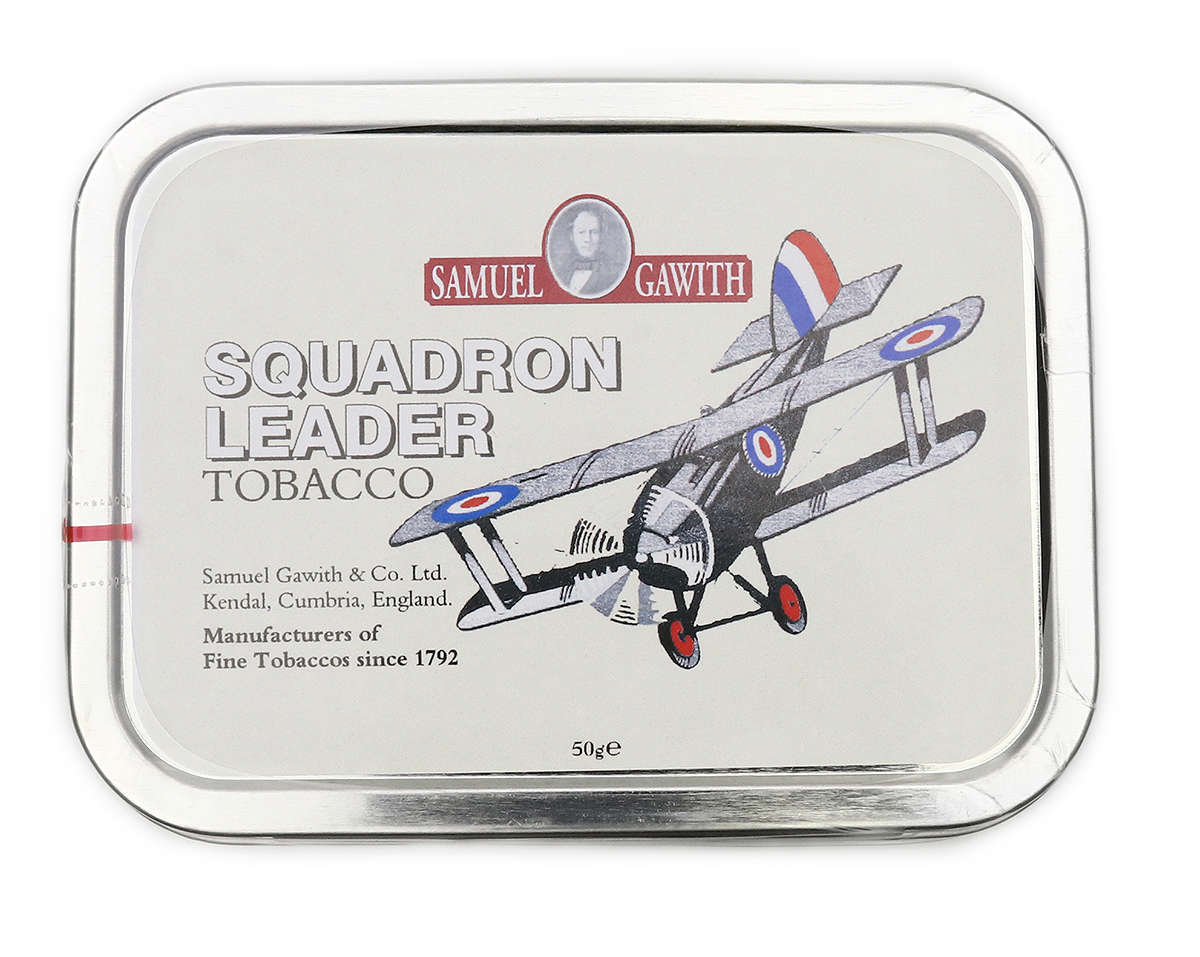 SAMUEL GAWITH
SQUADRON
LEADER
TOBACCO
Samuel Gawith & Co. Ltd.
Kendal, Cumbria, England.
Manufacturers of
Fine Tobaccos since 1792
50g℮